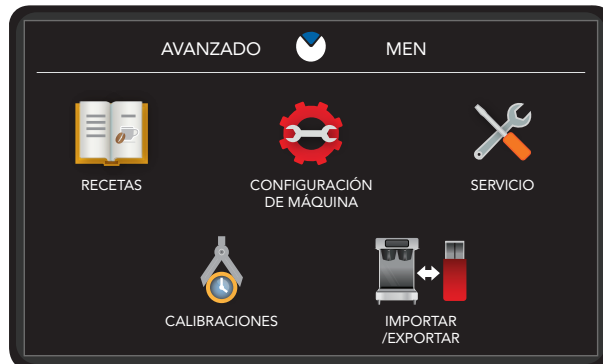 AVANZADO MEN
RECETAS
CONFIGURACIÓN
DE MÁQUINA
SERVICIO
CALIBRACIONES
IMPORTAR
/EXPORTAR